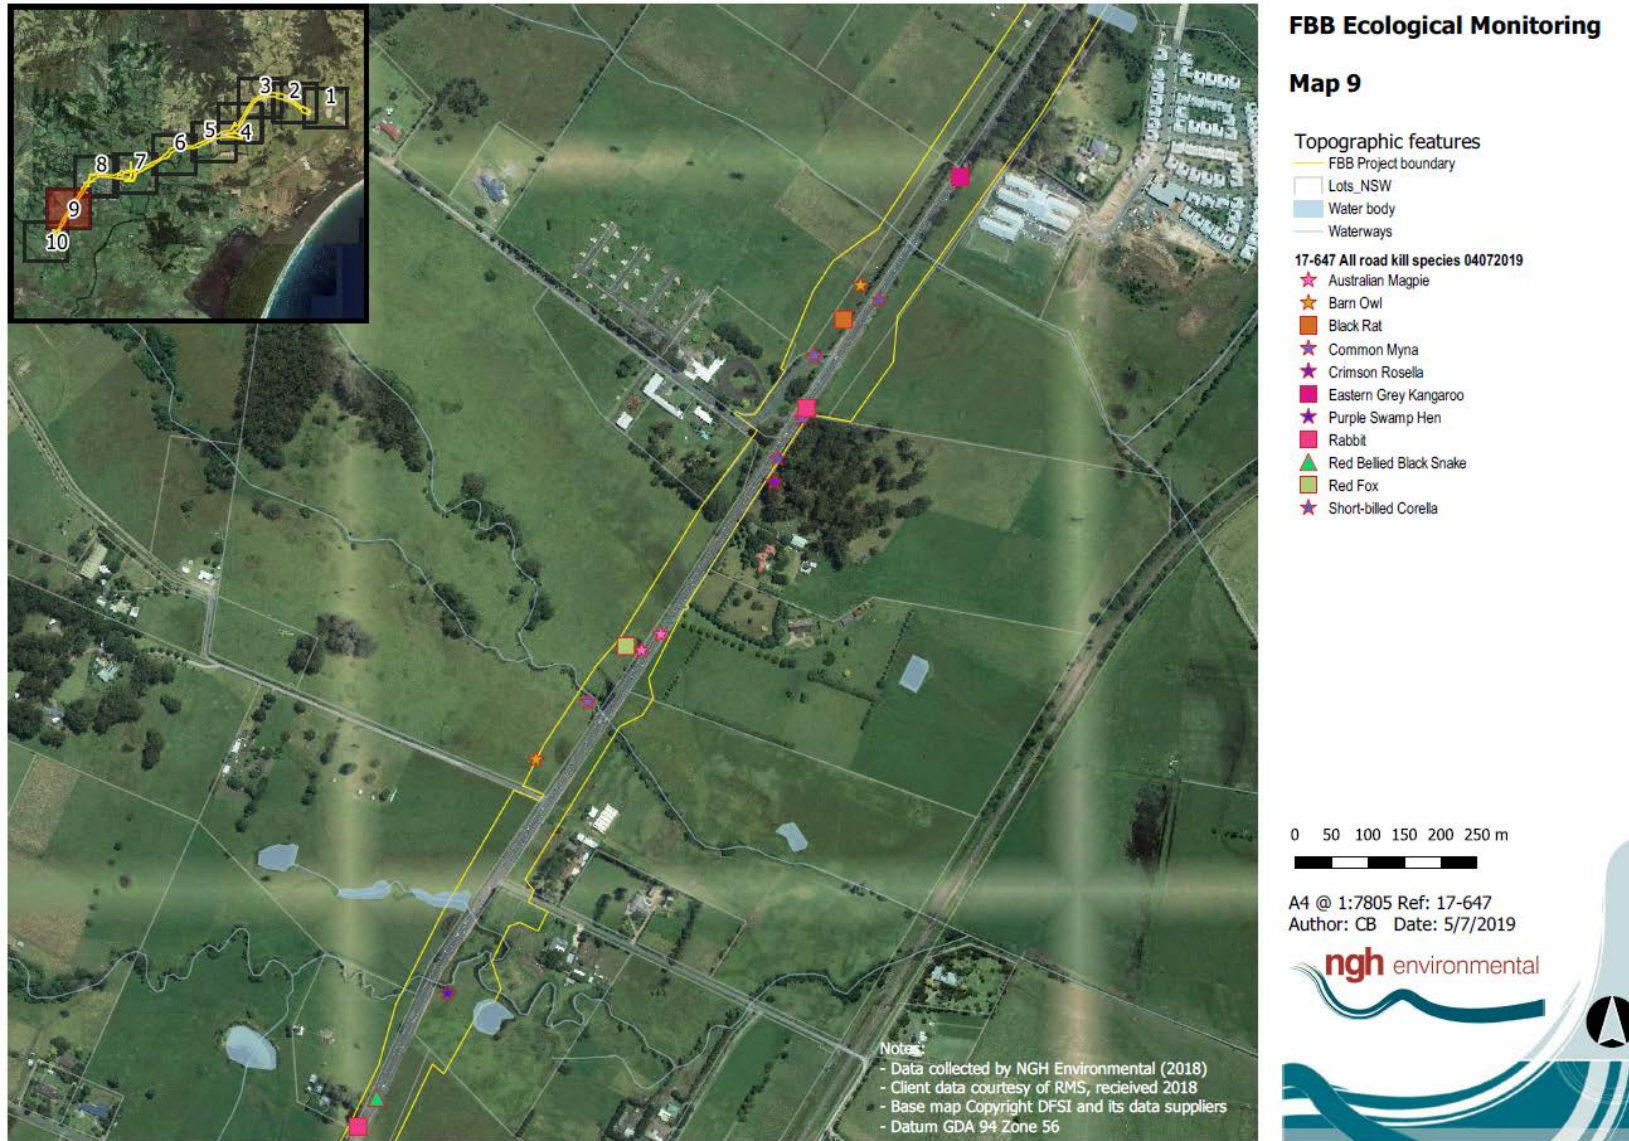 FBB Ecological Monitoring
Map 9
Topographic features
FBB Project boundary
Lots_NSW
Water body
Waterways
17-647 All road kill species 04072019
Australian Magpie
Barn Owl
Black Rat
Common Myna
Crimson Rosella
Eastern Grey Kangaroo
Purple Swamp Hen
Rabbit
Red Bellied Black Snake
Red Fox
Short-billed Corella
1
2
3
4
5
6
7
8
9
10
0 50 100 150 200 250 m
A4 @ 1:7805 Ref: 17-647
Author: CB Date: 5/7/2019
ngh environmental
Notes:
- Data collected by NGH Environmental (2018)
- Client data courtesy of RMS, recieived 2018
- Base map Copyright DFSI and its data suppliers
- Datum GDA 94 Zone 56